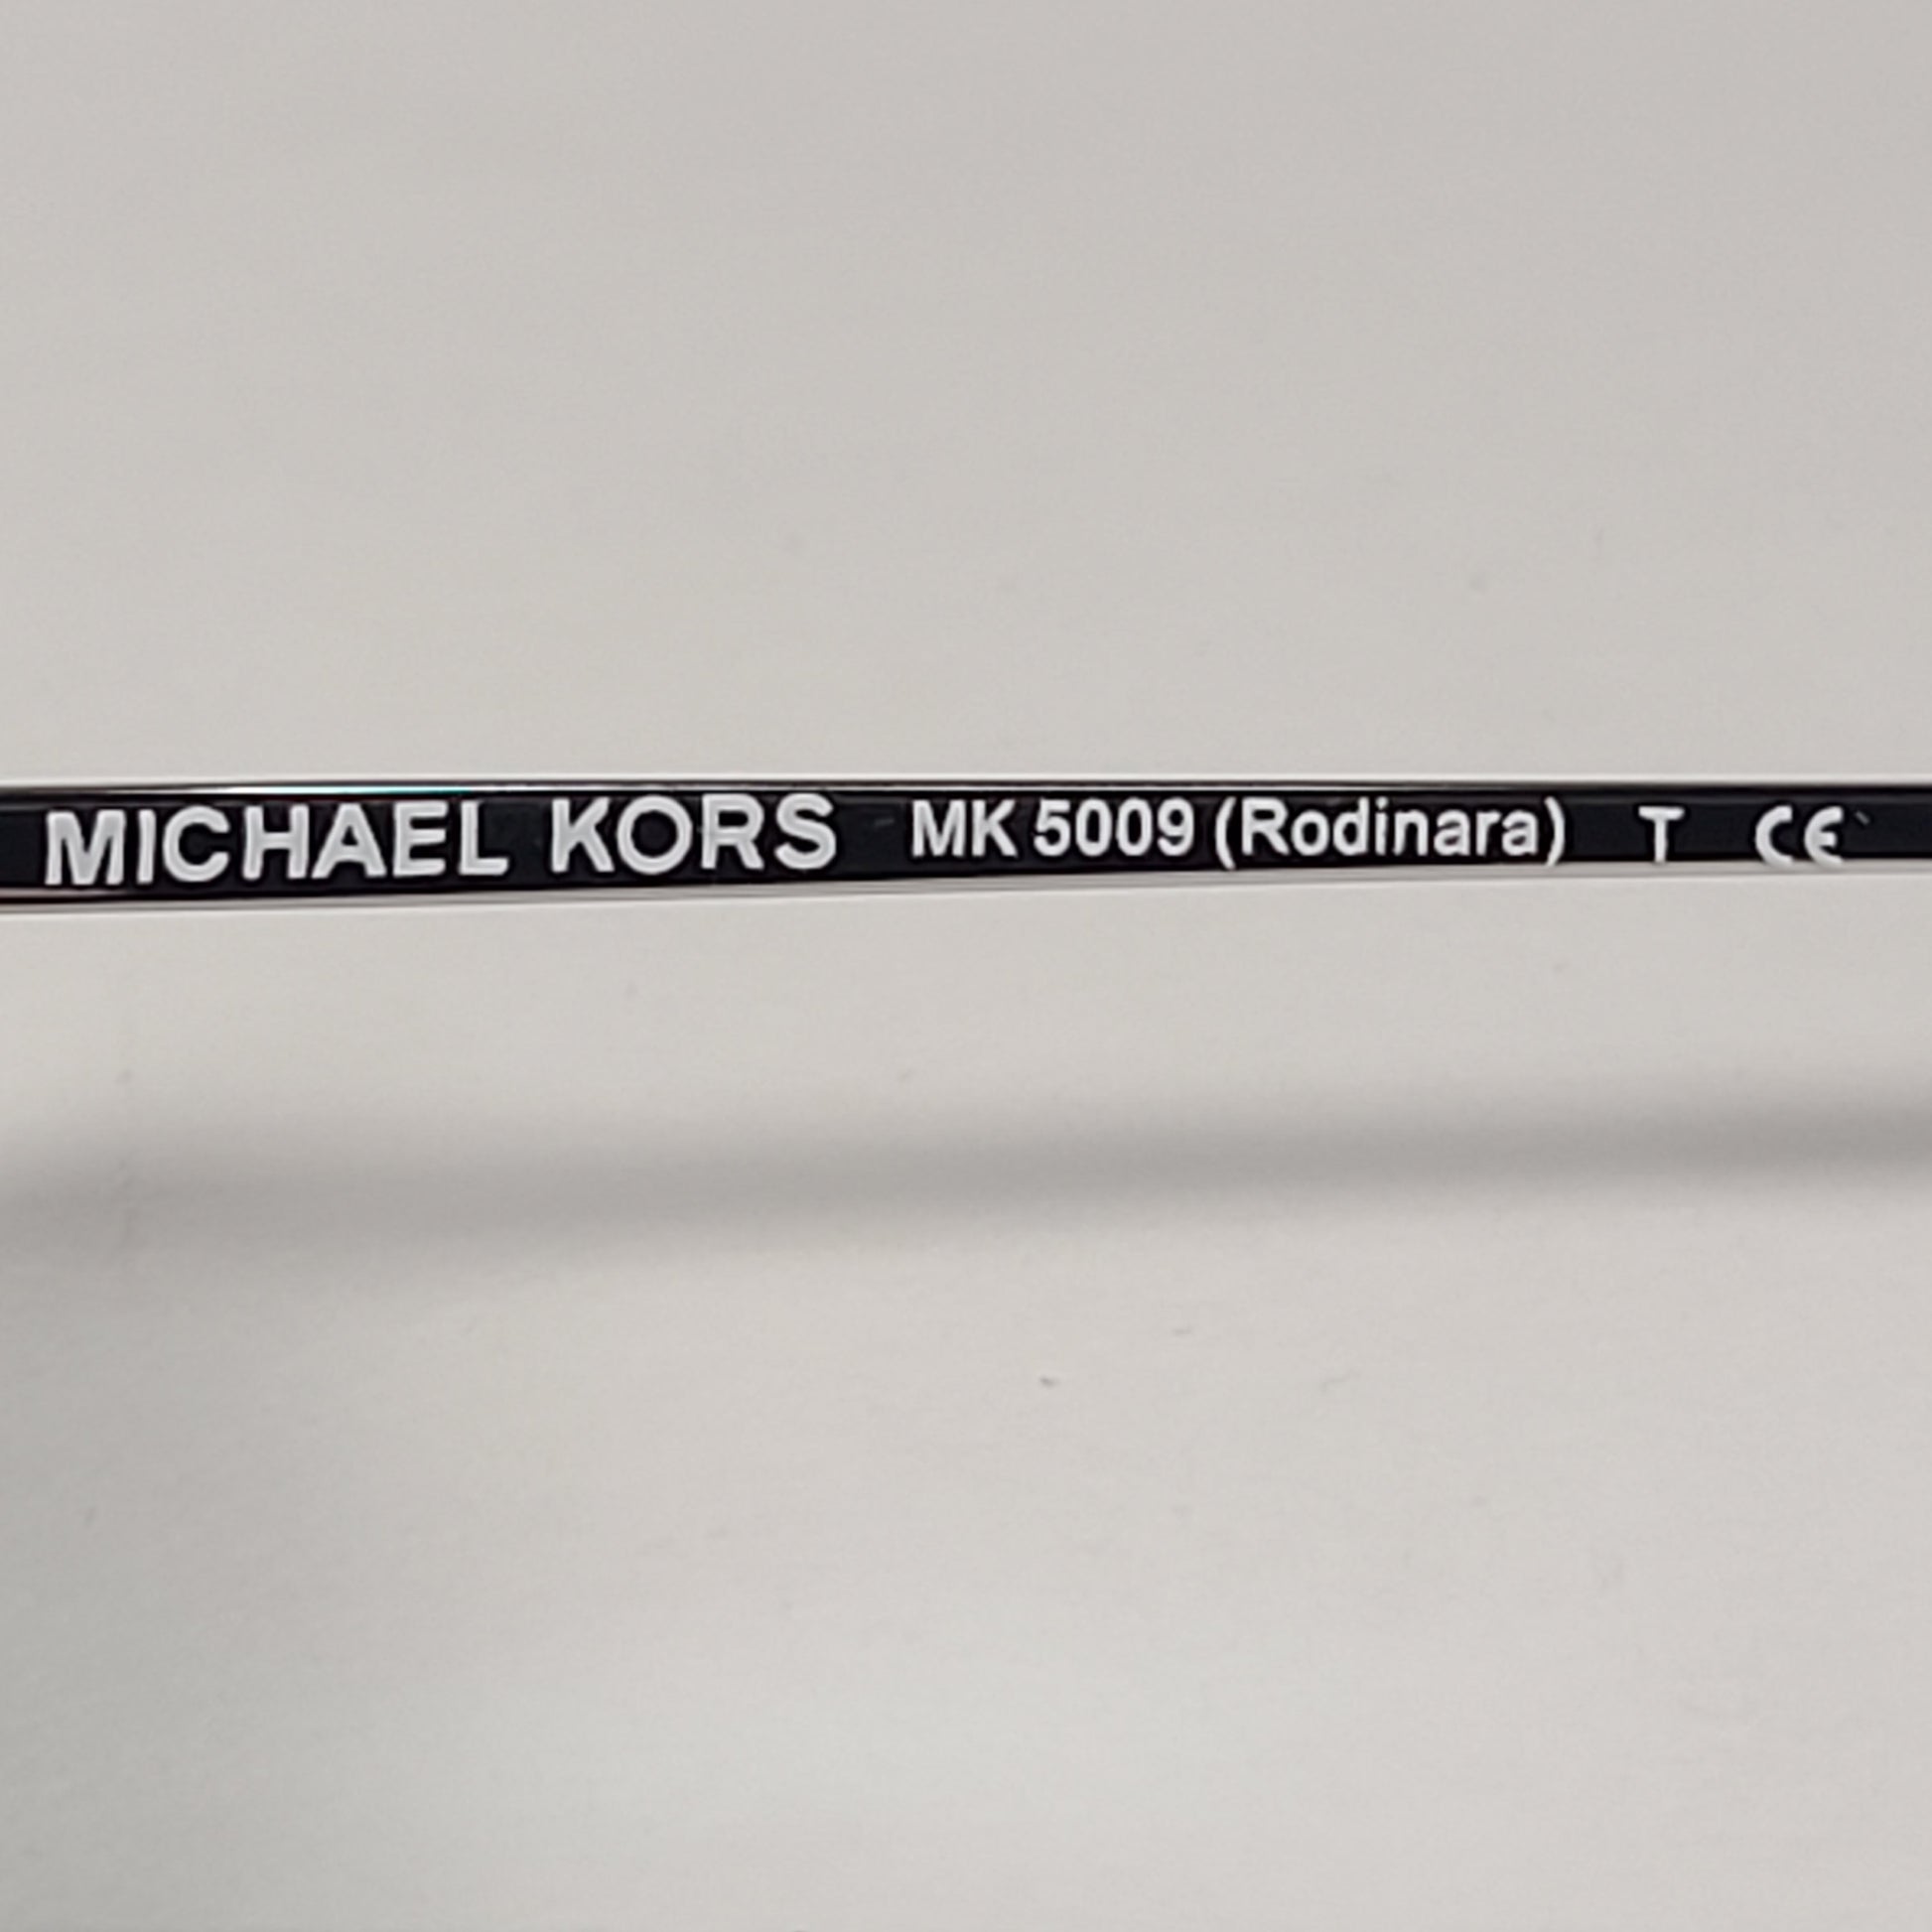 MICHAEL KORS MK 5009 (Rodinara) T CE